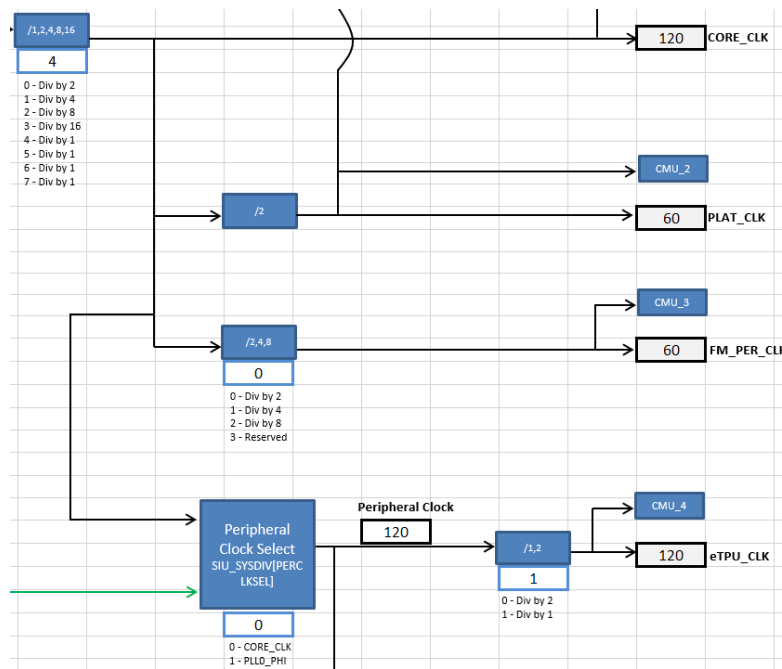 /1,2,4,8,16
4
0 - Div by 2
1 - Div by 4
2 - Div by 8
3 - Div by 16
4 - Div by 1
5 - Div by 1
6 - Div by 1
7 - Div by 1
120 CORE_CLK
CMU_2
/2
60 PLAT_CLK
CMU_3
/2,4,8
60 FM_PER_CLK
0
0 - Div by 2
1 - Div by 4
2 - Div by 8
3 - Reserved
Peripheral
Clock Select
SIU_SYSDIV[PERC
LKSEL]
0
0 - CORE_CLK
1 - PLL0_PHI
Peripheral Clock
120
CMU_4
/1,2
120 eTPU_CLK
1
0 - Div by 2
1 - Div by 1